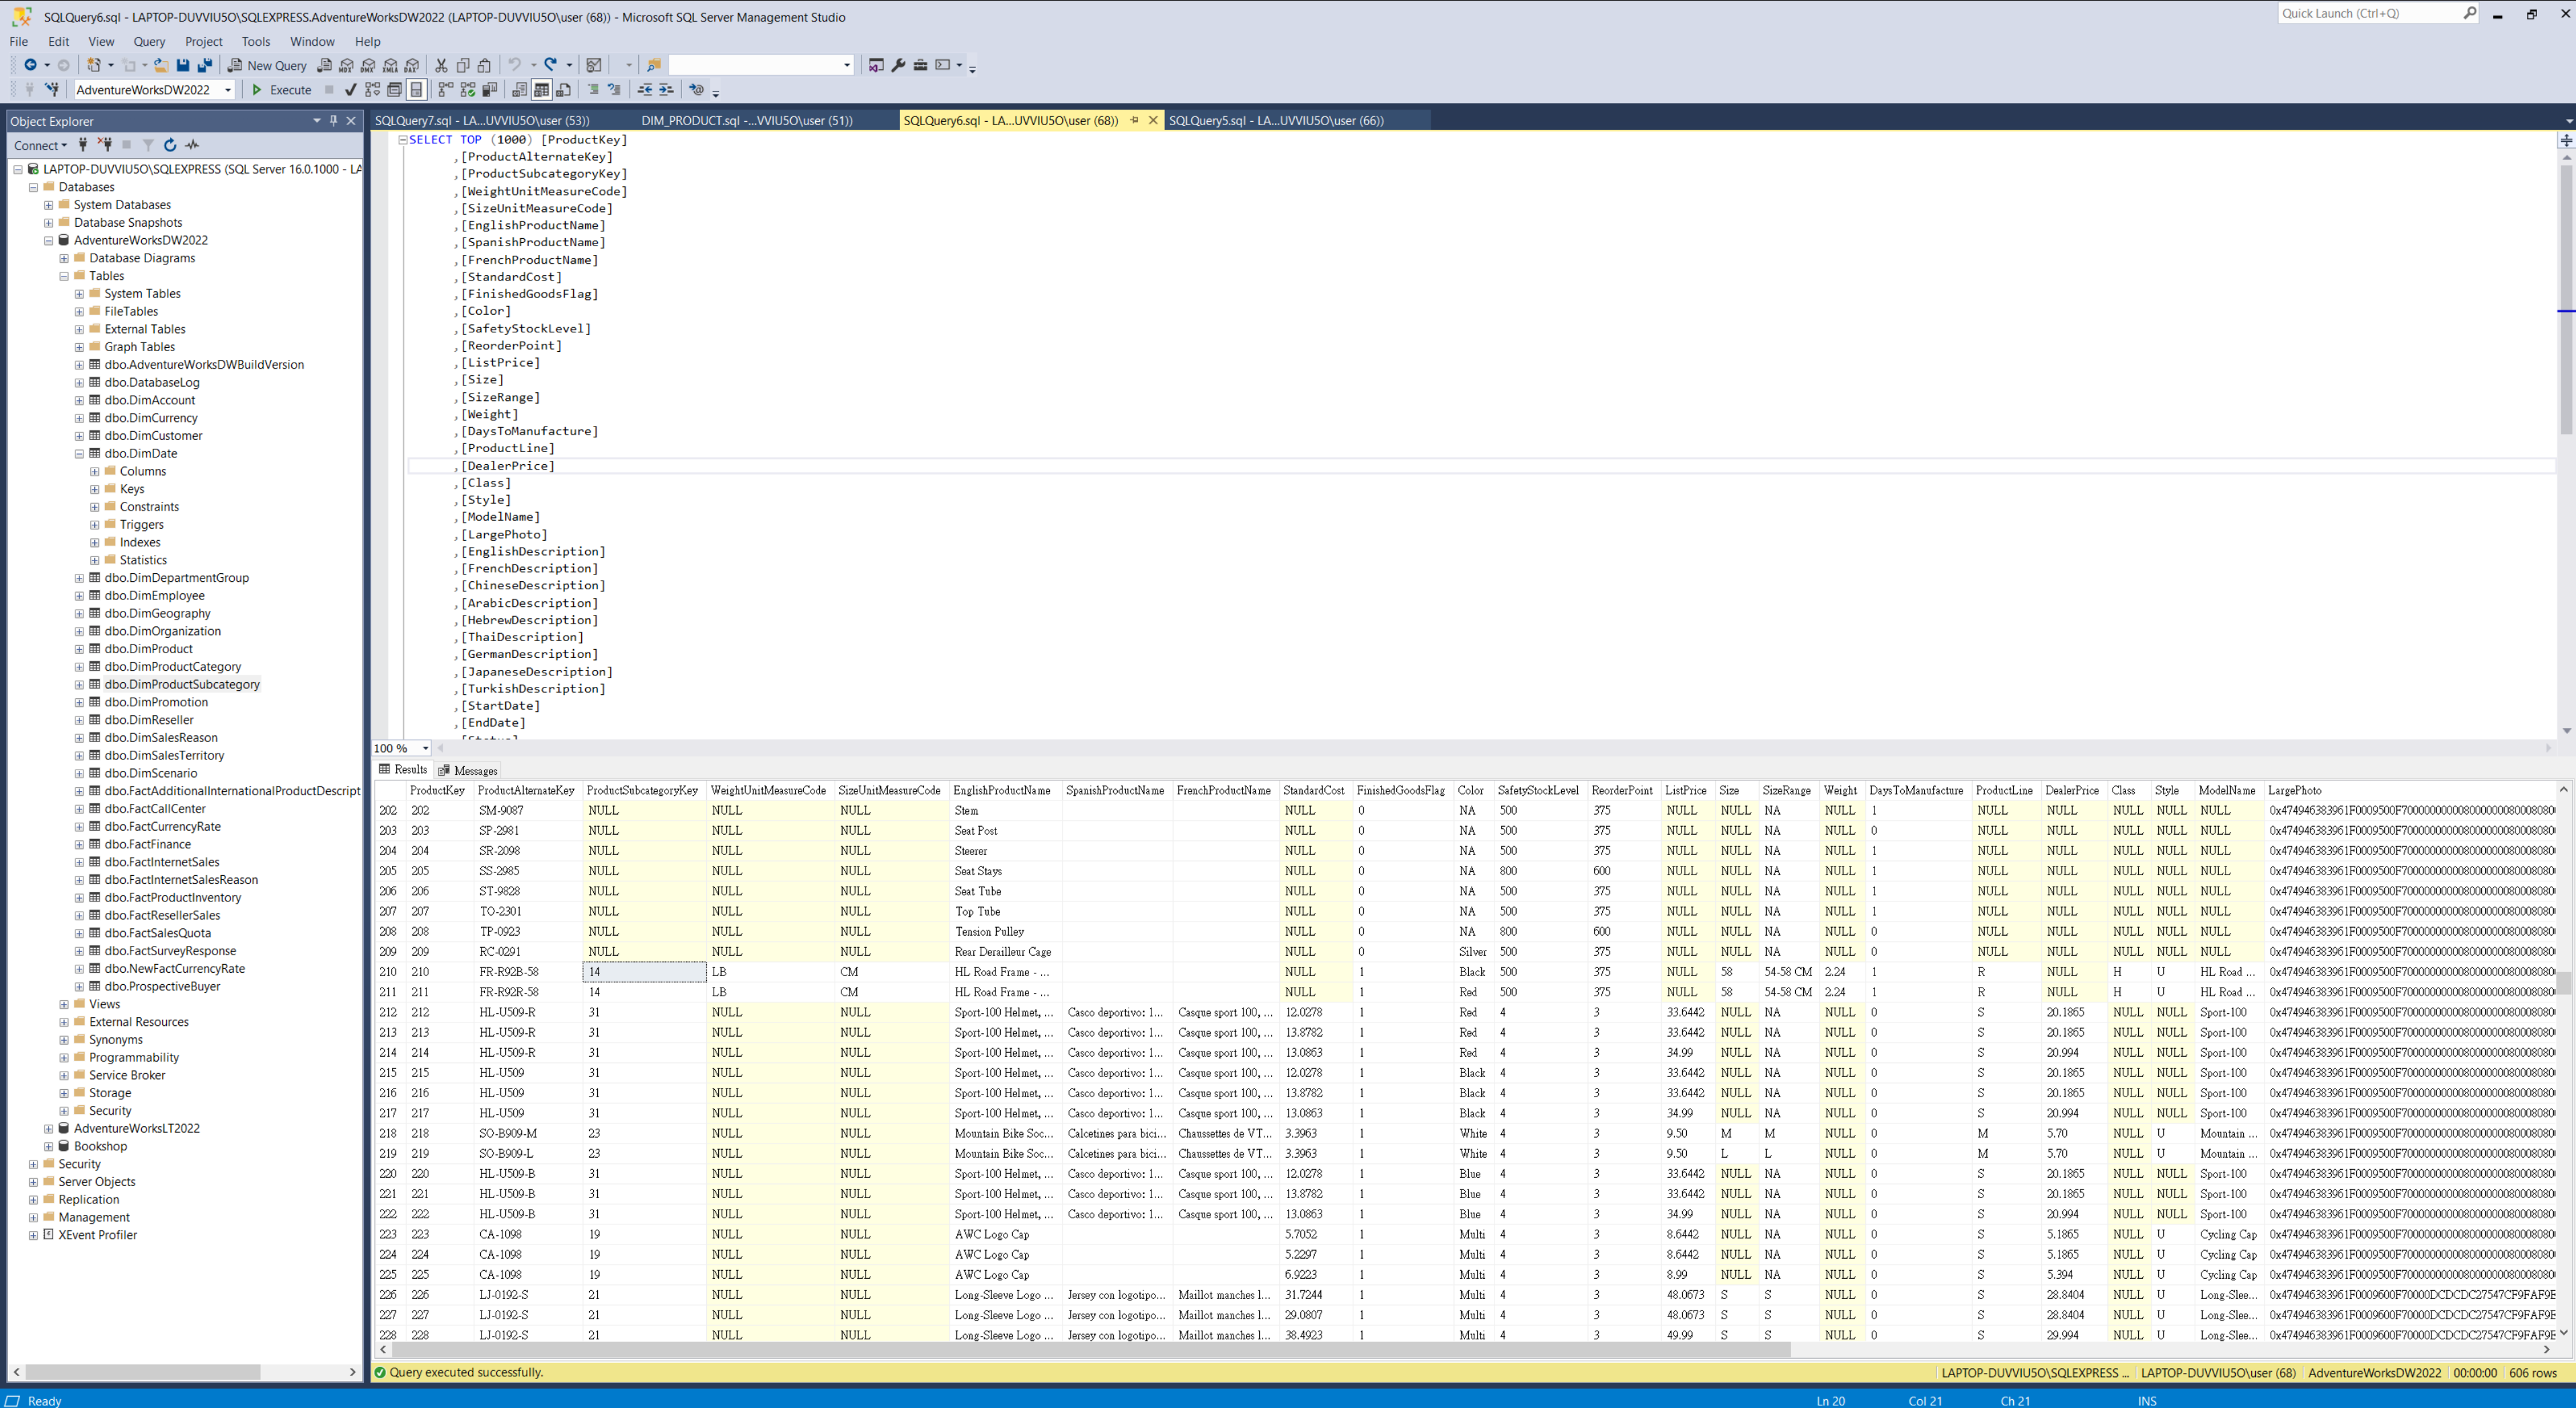 SQLQuery6.sql - LAPTOP-DUVVIU5O\SQLEXPRESS.AdventureWorksDW2022 (LAPTOP-DUVVIU5O\user (68)) - Microsoft SQL Server Management Studio
Quick Launch (Ctrl+Q)
File Edit View Query Project Tools Window Help
New Query
AdventureWorksDW2022 Execute
Object Explorer
Connect
LAPTOP-DUVVIU5O\SQLEXPRESS (SQL Server 16.0.1000 - LA
Databases
System Databases
Database Snapshots
AdventureWorksDW2022
Database Diagrams
Tables
System Tables
FileTables
External Tables
Graph Tables
dbo.AdventureWorksDWBuildVersion
dbo.DatabaseLog
dbo.DimAccount
dbo.DimCurrency
dbo.DimCustomer
dbo.DimDate
Columns
Keys
Constraints
Triggers
Indexes
Statistics
dbo.DimDepartmentGroup
dbo.DimEmployee
dbo.DimGeography
dbo.DimOrganization
dbo.DimProduct
dbo.DimProductCategory
dbo.DimProductSubcategory
dbo.DimPromotion
dbo.DimReseller
dbo.DimSalesReason
dbo.DimSalesTerritory
dbo.DimScenario
dbo.FactAdditionalInternationalProductDescript
dbo.FactCallCenter
dbo.FactCurrencyRate
dbo.FactFinance
dbo.FactInternetSales
dbo.FactInternetSalesReason
dbo.FactProductInventory
dbo.FactResellerSales
dbo.FactSalesQuota
dbo.FactSurveyResponse
dbo.NewFactCurrencyRate
dbo.ProspectiveBuyer
Views
External Resources
Synonyms
Programmability
Service Broker
Storage
Security
AdventureWorksLT2022
Bookshop
Security
Server Objects
Replication
Management
XEvent Profiler
SQLQuery7.sql - LA...UVVIU5O\user (53)) DIM_PRODUCT.sql -...VVIU5O\user (51)) SQLQuery6.sql - LA...UVVIU5O\user (68)) SQLQuery5.sql - LA...UVVIU5O\user (66))
SELECT TOP (1000) [ProductKey]
,[ProductAlternateKey]
,[ProductSubcategoryKey]
,[WeightUnitMeasureCode]
,[SizeUnitMeasureCode]
,[EnglishProductName]
,[SpanishProductName]
,[FrenchProductName]
,[StandardCost]
,[FinishedGoodsFlag]
,[Color]
,[SafetyStockLevel]
,[ReorderPoint]
,[ListPrice]
,[Size]
,[SizeRange]
,[Weight]
,[DaysToManufacture]
,[ProductLine]
,[DealerPrice]
,[Class]
,[Style]
,[ModelName]
,[LargePhoto]
,[EnglishDescription]
,[FrenchDescription]
,[ChineseDescription]
,[ArabicDescription]
,[HebrewDescription]
,[ThaiDescription]
,[GermanDescription]
,[JapaneseDescription]
,[TurkishDescription]
,[StartDate]
,[EndDate]
100 %
Results Messages
ProductKey ProductAlternateKey ProductSubcategoryKey WeightUnitMeasureCode SizeUnitMeasureCode EnglishProductName SpanishProductName FrenchProductName StandardCost FinishedGoodsFlag Color SafetyStockLevel ReorderPoint ListPrice Size SizeRange Weight DaysToManufacture ProductLine DealerPrice Class Style ModelName LargePhoto
202 202 SM-9087 NULL NULL NULL Stem NULL 0 NA 500 375 NULL NULL NA NULL 1 NULL NULL NULL NULL NULL
203 203 SP-2981 NULL NULL NULL Seat Post NULL 0 NA 500 375 NULL NULL NA NULL 0 NULL NULL NULL NULL NULL
204 204 SR-2098 NULL NULL NULL Steerer NULL 0 NA 500 375 NULL NULL NA NULL 1 NULL NULL NULL NULL NULL
205 205 SS-2985 NULL NULL NULL Seat Stays NULL 0 NA 800 600 NULL NULL NA NULL 1 NULL NULL NULL NULL NULL
206 206 ST-9828 NULL NULL NULL Seat Tube NULL 0 NA 500 375 NULL NULL NA NULL 1 NULL NULL NULL NULL NULL
207 207 TO-2301 NULL NULL NULL Top Tube NULL 0 NA 500 375 NULL NULL NA NULL 1 NULL NULL NULL NULL NULL
208 208 TP-0923 NULL NULL NULL Tension Pulley NULL 0 NA 800 600 NULL NULL NA NULL 0 NULL NULL NULL NULL NULL
209 209 RC-0291 NULL NULL NULL Rear Derailleur Cage NULL 0 Silver 500 375 NULL NULL NA NULL 0 NULL NULL NULL NULL NULL
210 210 FR-R92B-58 14 LB CM HL Road Frame - ... NULL 1 Black 500 375 NULL 58 54-58 CM 2.24 1 R NULL H U HL Road ...
211 211 FR-R92R-58 14 LB CM HL Road Frame - ... NULL 1 Red 500 375 NULL 58 54-58 CM 2.24 1 R NULL H U HL Road ...
212 212 HL-U509-R 31 NULL NULL Sport-100 Helmet, ... Casco deportivo: 1... Casque sport 100, ... 12.0278 1 Red 4 3 33.6442 NULL NA NULL 0 S 20.1865 NULL NULL Sport-100
213 213 HL-U509-R 31 NULL NULL Sport-100 Helmet, ... Casco deportivo: 1... Casque sport 100, ... 13.8782 1 Red 4 3 33.6442 NULL NA NULL 0 S 20.1865 NULL NULL Sport-100
214 214 HL-U509-R 31 NULL NULL Sport-100 Helmet, ... Casco deportivo: 1... Casque sport 100, ... 13.0863 1 Red 4 3 34.99 NULL NA NULL 0 S 20.994 NULL NULL Sport-100
215 215 HL-U509 31 NULL NULL Sport-100 Helmet, ... Casco deportivo: 1... Casque sport 100, ... 12.0278 1 Black 4 3 33.6442 NULL NA NULL 0 S 20.1865 NULL NULL Sport-100
216 216 HL-U509 31 NULL NULL Sport-100 Helmet, ... Casco deportivo: 1... Casque sport 100, ... 13.8782 1 Black 4 3 33.6442 NULL NA NULL 0 S 20.1865 NULL NULL Sport-100
217 217 HL-U509 31 NULL NULL Sport-100 Helmet, ... Casco deportivo: 1... Casque sport 100, ... 13.0863 1 Black 4 3 34.99 NULL NA NULL 0 S 20.994 NULL NULL Sport-100
218 218 SO-B909-M 23 NULL NULL Mountain Bike Soc... Calcetines para bici... Chaussettes de VT... 3.3963 1 White 4 3 9.50 M M NULL 0 M 5.70 NULL U Mountain ...
219 219 SO-B909-L 23 NULL NULL Mountain Bike Soc... Calcetines para bici... Chaussettes de VT... 3.3963 1 White 4 3 9.50 L L NULL 0 M 5.70 NULL U Mountain ...
220 220 HL-U509-B 31 NULL NULL Sport-100 Helmet, ... Casco deportivo: 1... Casque sport 100, ... 12.0278 1 Blue 4 3 33.6442 NULL NA NULL 0 S 20.1865 NULL NULL Sport-100
221 221 HL-U509-B 31 NULL NULL Sport-100 Helmet, ... Casco deportivo: 1... Casque sport 100, ... 13.8782 1 Blue 4 3 33.6442 NULL NA NULL 0 S 20.1865 NULL NULL Sport-100
222 222 HL-U509-B 31 NULL NULL Sport-100 Helmet, ... Casco deportivo: 1... Casque sport 100, ... 13.0863 1 Blue 4 3 34.99 NULL NA NULL 0 S 20.994 NULL NULL Sport-100
223 223 CA-1098 19 NULL NULL AWC Logo Cap 5.7052 1 Multi 4 3 8.6442 NULL NA NULL 0 S 5.1865 NULL U Cycling Cap
224 224 CA-1098 19 NULL NULL AWC Logo Cap 5.2297 1 Multi 4 3 8.6442 NULL NA NULL 0 S 5.1865 NULL U Cycling Cap
225 225 CA-1098 19 NULL NULL AWC Logo Cap 6.9223 1 Multi 4 3 8.99 NULL NA NULL 0 S 5.394 NULL U Cycling Cap
226 226 LJ-0192-S 21 NULL NULL Long-Sleeve Logo ... Jersey con logotipo... Maillot manches l... 31.7244 1 Multi 4 3 48.0673 S S NULL 0 S 28.8404 NULL U Long-Slee...
227 227 LJ-0192-S 21 NULL NULL Long-Sleeve Logo ... Jersey con logotipo... Maillot manches l... 29.0807 1 Multi 4 3 48.0673 S S NULL 0 S 28.8404 NULL U Long-Slee...
228 228 LJ-0192-S 21 NULL NULL Long-Sleeve Logo ... Jersey con logotipo... Maillot manches l... 38.4923 1 Multi 4 3 49.99 S S NULL 0 S 29.994 NULL U Long-Slee...
Query executed successfully. LAPTOP-DUVVIU5O\SQLEXPRESS ... LAPTOP-DUVVIU5O\user (68) AdventureWorksDW2022 00:00:00 606 rows
Ready Ln 20 Col 21 Ch 21 INS